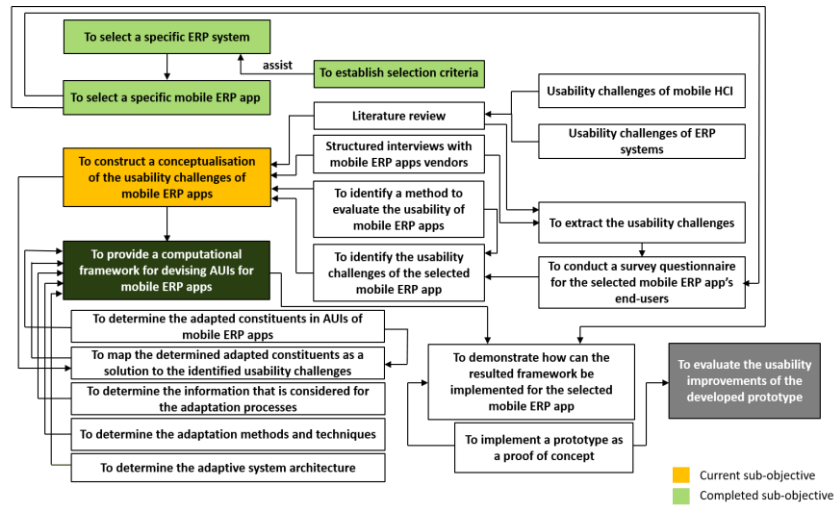 To select a specific ERP system
assist
To establish selection criteria
To select a specific mobile ERP app
Usability challenges of mobile HCI
Literature review
Usability challenges of ERP
systems
Structured interviews with
mobile ERP apps vendors
To construct a conceptualisation
of the usability challenges of
mobile ERP apps
To identify a method to
evaluate the usability of
mobile ERP apps
To extract the usability challenges
To provide a computational
framework for devising AUIs for
mobile ERP apps
To identify the usability
challenges of the selected
mobile ERP app
To conduct a survey questionnaire
for the selected mobile ERP app's
end-users
To determine the adapted constituents in AUIs of
mobile ERP apps
To map the determined adapted constituents as a
solution to the identified usability challenges
To determine the information that is considered for
the adaptation processes
To determine the adaptation methods and techniques
To determine the adaptive system architecture
To demonstrate how can the
resulted framework be
implemented for the selected
mobile ERP app
To implement a prototype as
a proof of concept
To evaluate the usability
improvements of the
developed prototype
Current sub-objective
Completed sub-objective